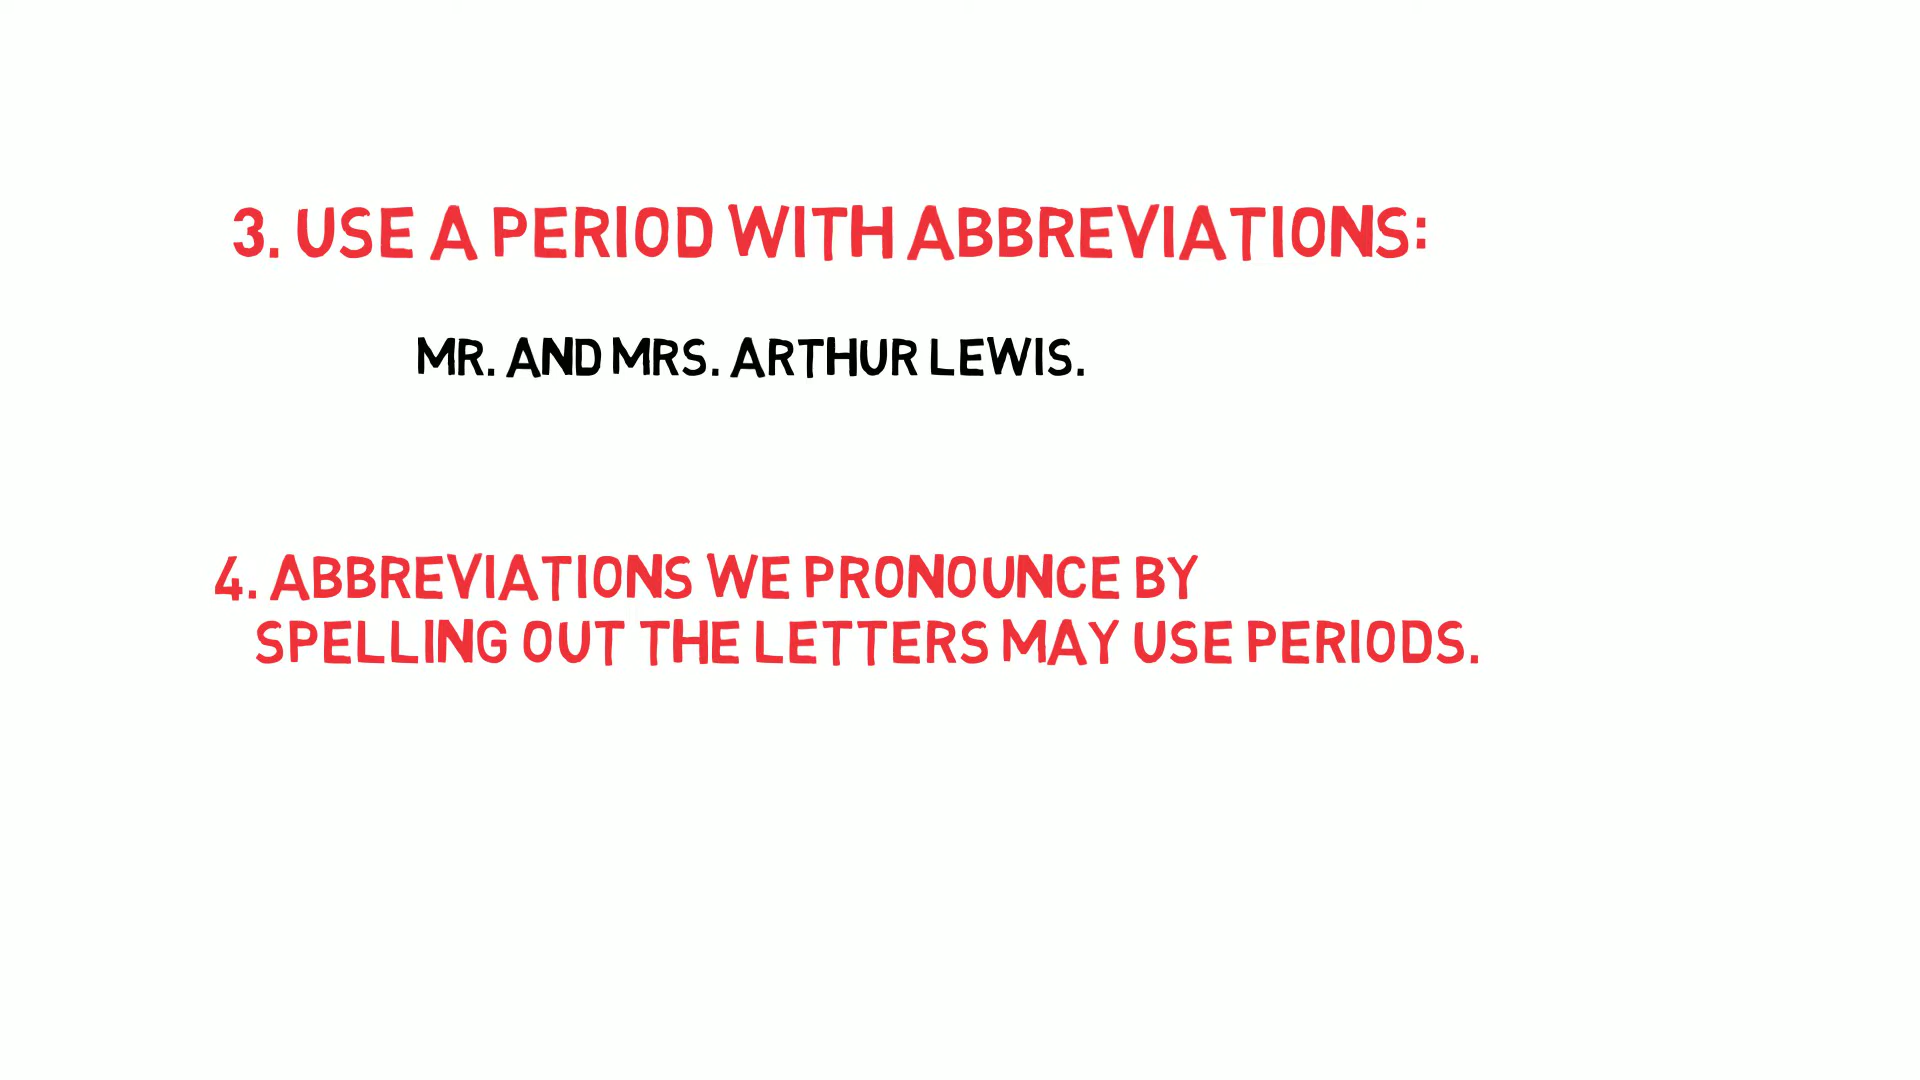 3. USE A PERIOD WITH ABBREVIATIONS:
MR. AND MRS. ARTHUR LEWIS.
4. ABBREVIATIONS WE PRONOUNCE BY
SPELLING OUT THE LETTERS MAY USE PERIODS.